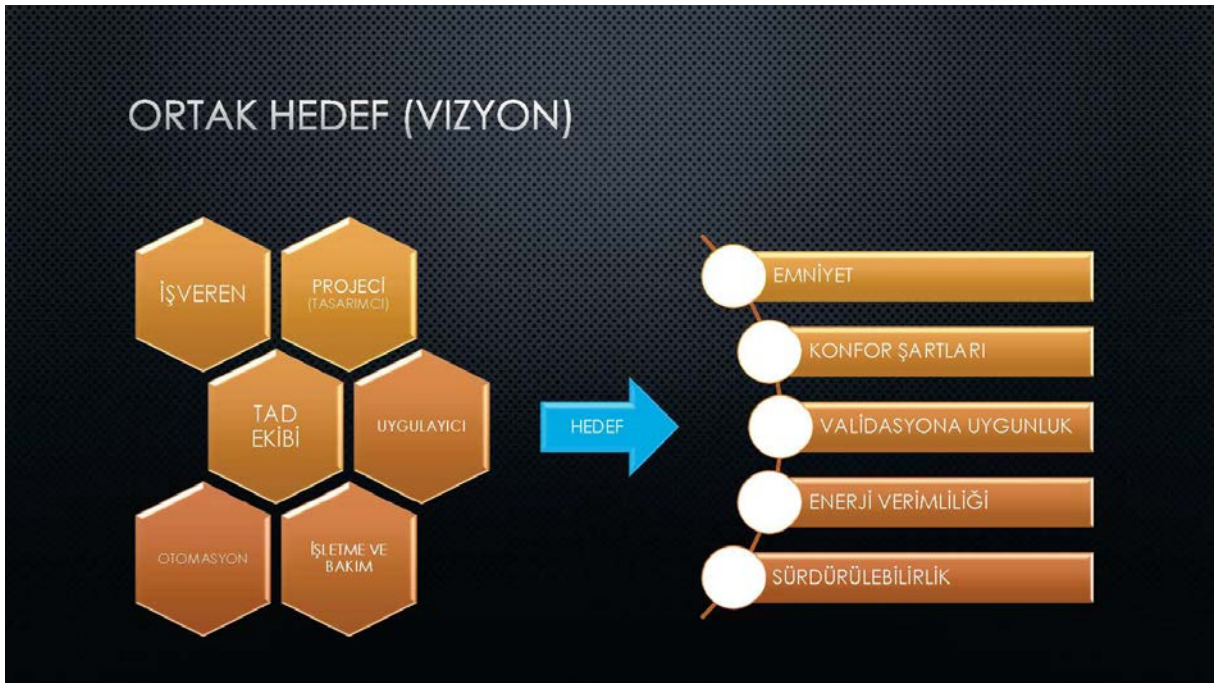 ORTAK HEDEF (VIZYON)
İŞVEREN
PROJECİ
(TASARIMCI)
TAD
EKİBİ
UYGULAYICI
OTOMASYON
İŞLETME VE
BAKIM
HEDEF
EMNİYET
KONFOR ŞARTLARI
VALİDASYONA UYGUNLUK
ENERJİ VERİMLİLİĞİ
SÜRDÜRÜLEBİLİRLİK